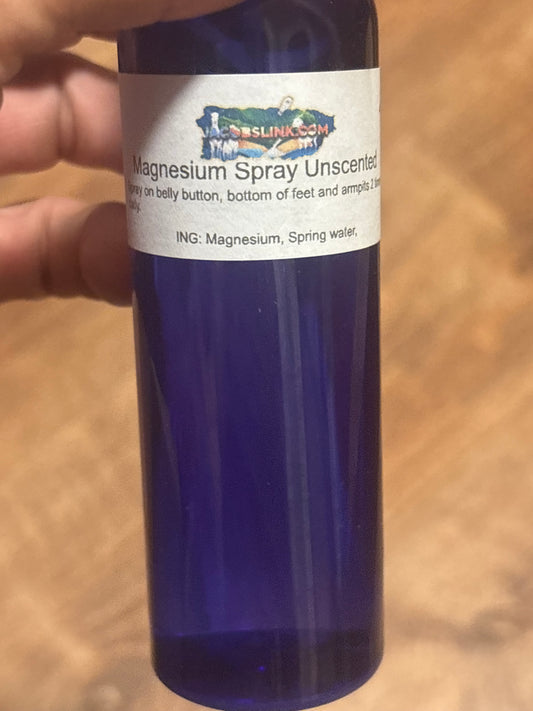 JACOBSLINK.COM
Magnesium Spray Unscented
Spray on belly button, bottom of feet and armpits 2
daily.
ING: Magnesium, Spring water,